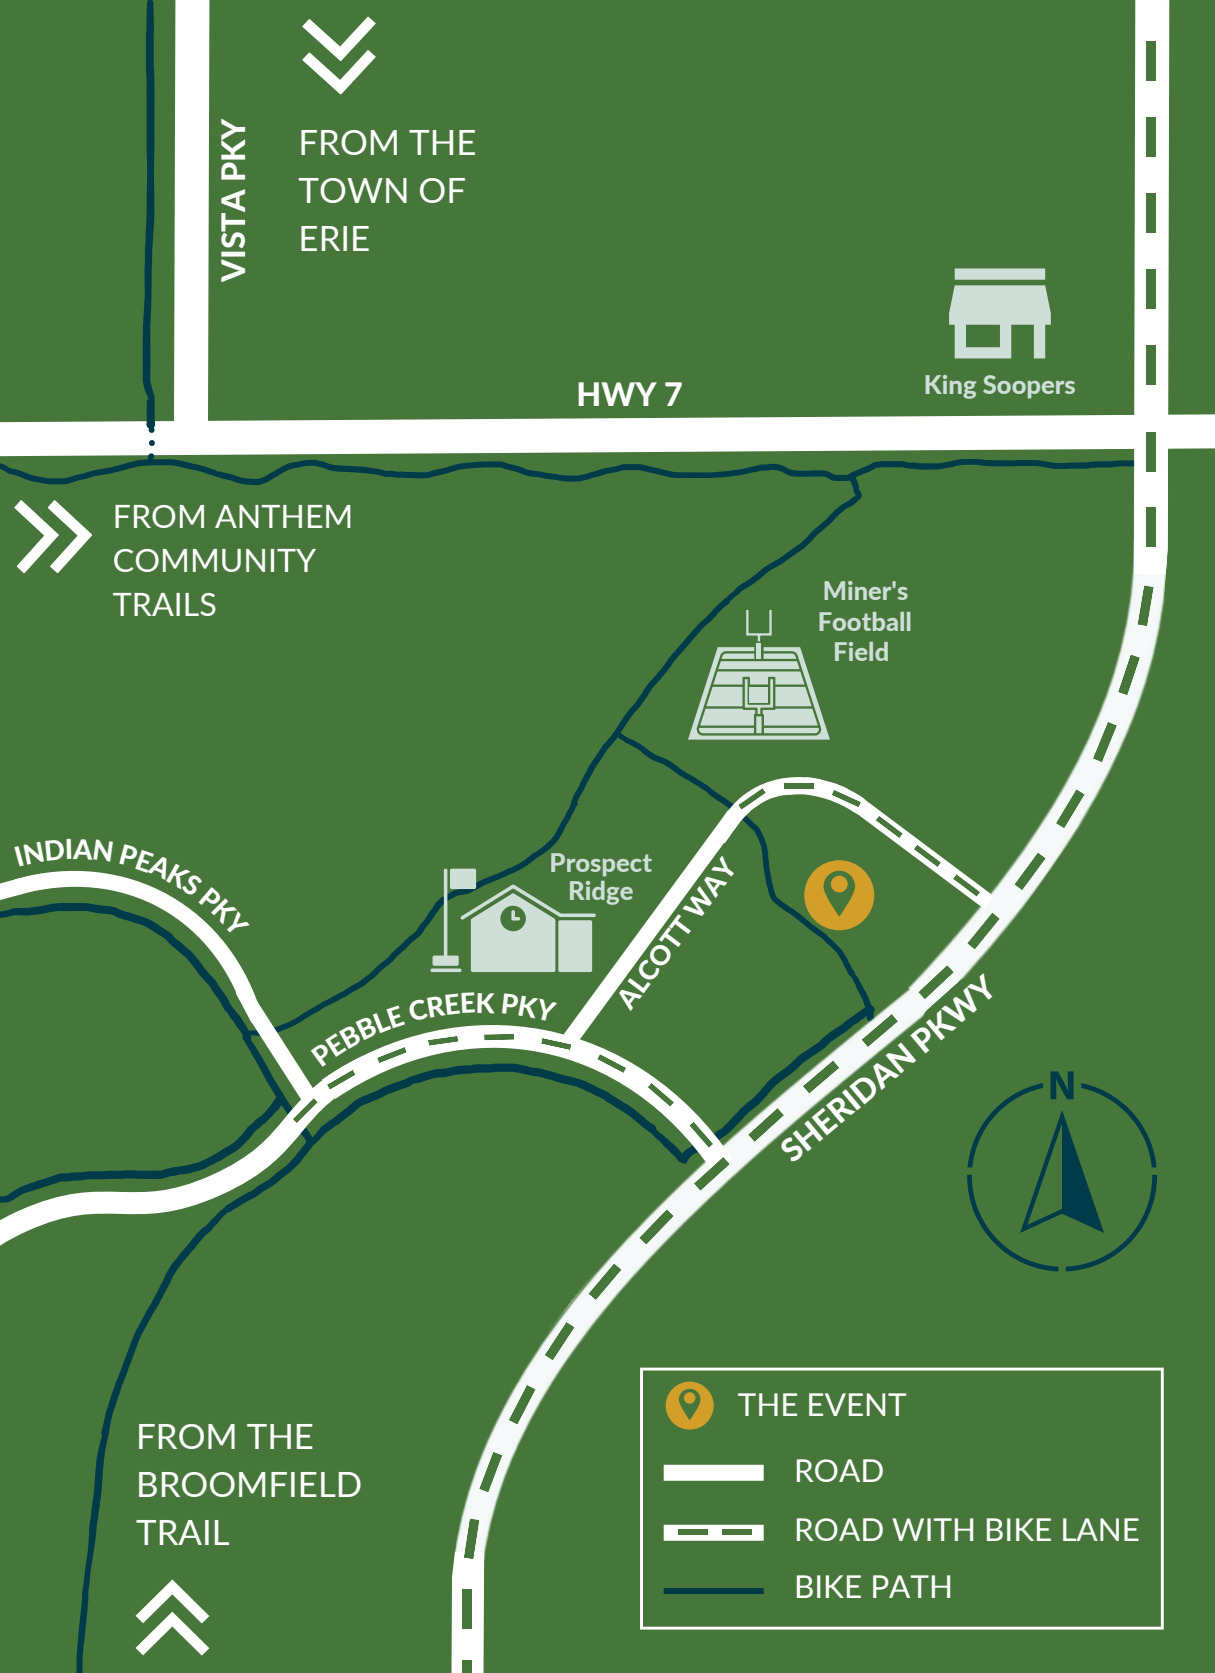 VISTA PKY
FROM THE
TOWN OF
ERIE
King Soopers
HWY 7
FROM ANTHEM
COMMUNITY
TRAILS
Miner's
Football
Field
INDIAN PEAKS PKY
Prospect
Ridge
ALCOTT WAY
PEBBLE CREEK PKY
SHERIDAN PKWY
N
FROM THE
BROOMFIELD
TRAIL
THE EVENT
ROAD
ROAD WITH BIKE LANE
BIKE PATH